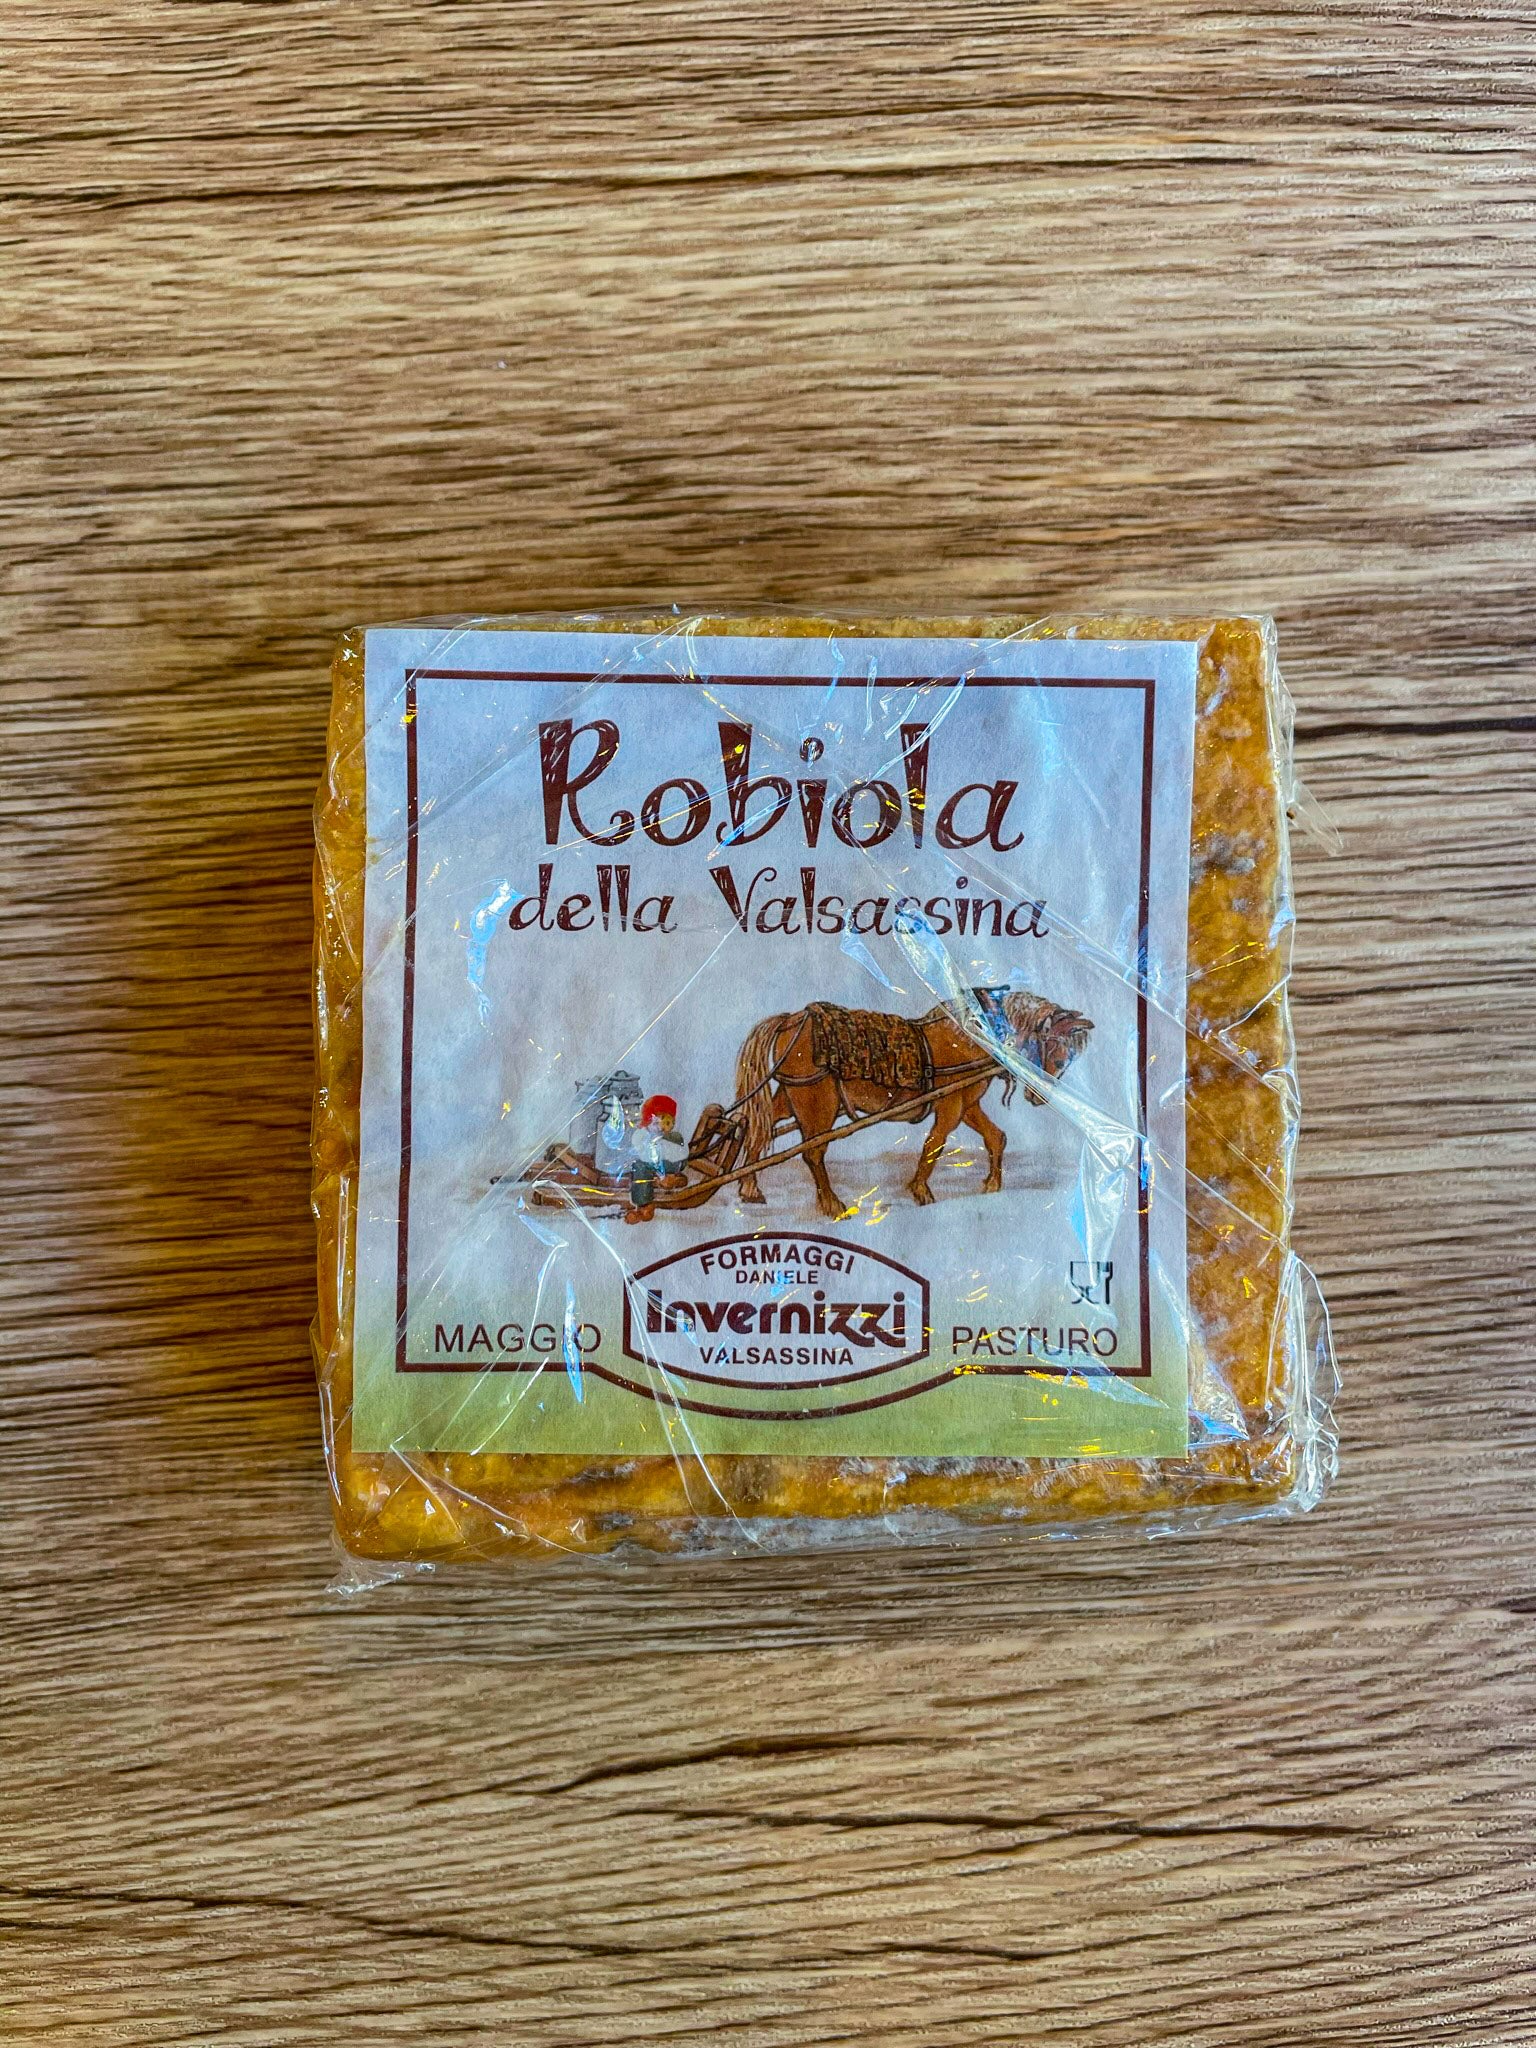 Robiola
della Valsassina
FORMAGGI
DANIELE
Invernizzi
VALSASSINA
MAGGIO
PASTURO